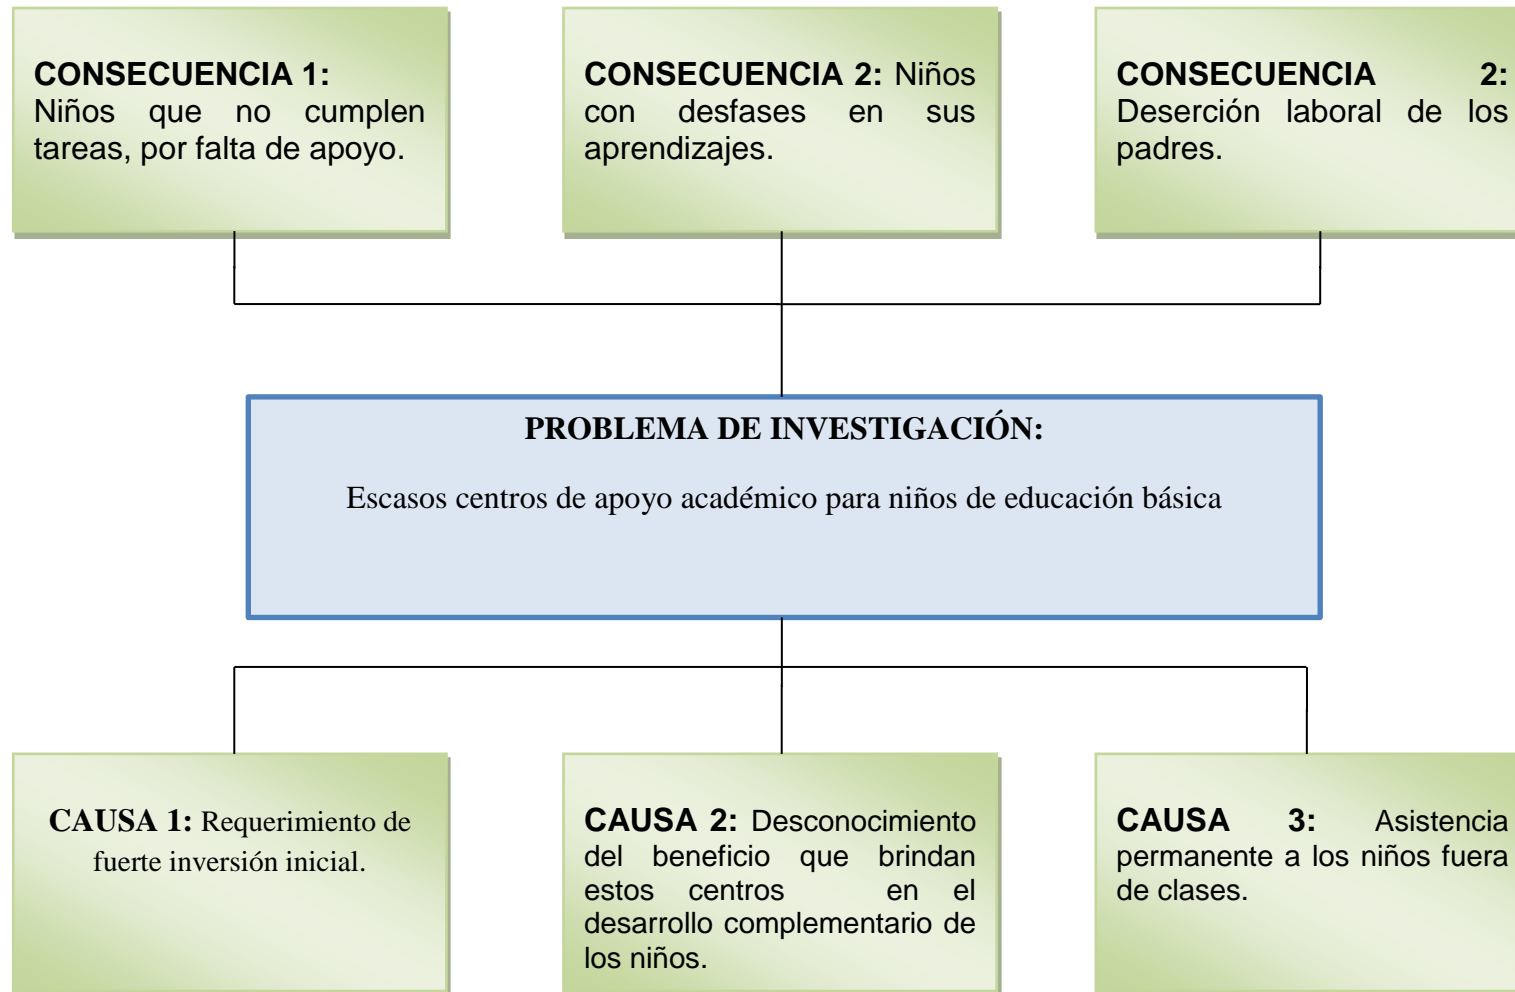 CONSECUENCIA 1:
Niños que no cumplen
tareas, por falta de apoyo.
CONSECUENCIA 2: Niños
con desfases en sus
aprendizajes.
CONSECUENCIA 2:
Deserción laboral de los
padres.
PROBLEMA DE INVESTIGACIÓN:
Escasos centros de apoyo académico para niños de educación básica
CAUSA 1: Requerimiento de
fuerte inversión inicial.
CAUSA 2: Desconocimiento
del beneficio que brindan
estos centros en el
desarrollo complementario de
los niños.
CAUSA 3: Asistencia
permanente a los niños fuera
de clases.